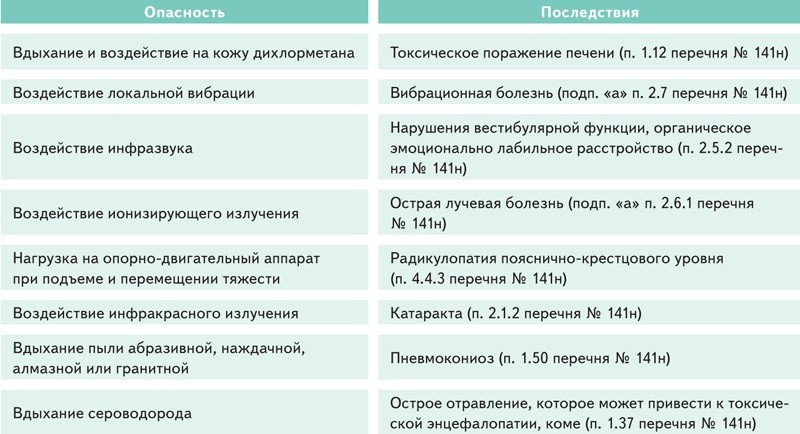 Опасность
Последствия
Вдыхание и воздействие на кожу дихлорметана
Токсическое поражение печени (п. 1.12 перечня № 141н)
Воздействие локальной вибрации
Вибрационная болезнь (подп. «а» п. 2.7 перечня № 141н)
Воздействие инфразвука
Нарушения вестибулярной функции, органическое
эмоционально лабильное расстройство (п. 2.5.2 переч-
ня № 141н)
Воздействие ионизирующего излучения
Острая лучевая болезнь (подп. «а» п. 2.6.1 перечня
№ 141н)
Нагрузка на опорно-двигательный аппарат
при подъеме и перемещении тяжести
Радикулопатия пояснично-крестцового уровня
(п. 4.4.3 перечня № 141н)
Воздействие инфракрасного излучения
Катаракта (п. 2.1.2 перечня № 141н)
Вдыхание пыли абразивной, наждачной,
алмазной или гранитной
Пневмокониоз (п. 1.50 перечня № 141н)
Вдыхание сероводорода
Острое отравление, которое может привести к токсиче-
ской энцефалопатии, коме (п. 1.37 перечня № 141н)